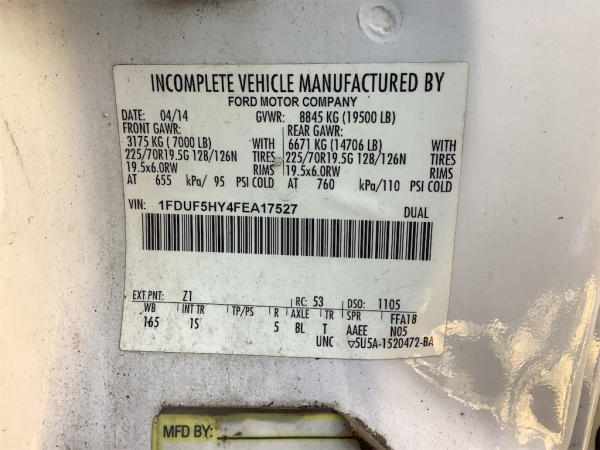 INCOMPLETE VEHICLE MANUFACTURED BY
FORD MOTOR COMPANY
DATE: 04/14 GVWR: 8845 KG (19500 LB)
FRONT GAWR: REAR GAWR:
3175 KG (7000 LB) WITH 6671 KG (14706 LB) WITH
225/70R19.5G 128/126N TIRES 225/70R19.5G 128/126N TIRES
19.5x6.0RW RIMS 19.5x6.0RW RIMS
AT 655 kPa/ 95 PSI COLD AT 760 kPa/110 PSI COLD
VIN: 1FDUF5HY4FEA17527 DUAL
EXT PNT: Z1 RC: 53 DSO: 1105
WB INT TR TP/PS R AXLE TR SPR FFA18
165 1S 5 BL T AAEE N05
UNC 5U5A-1520472-BA
MFD BY: